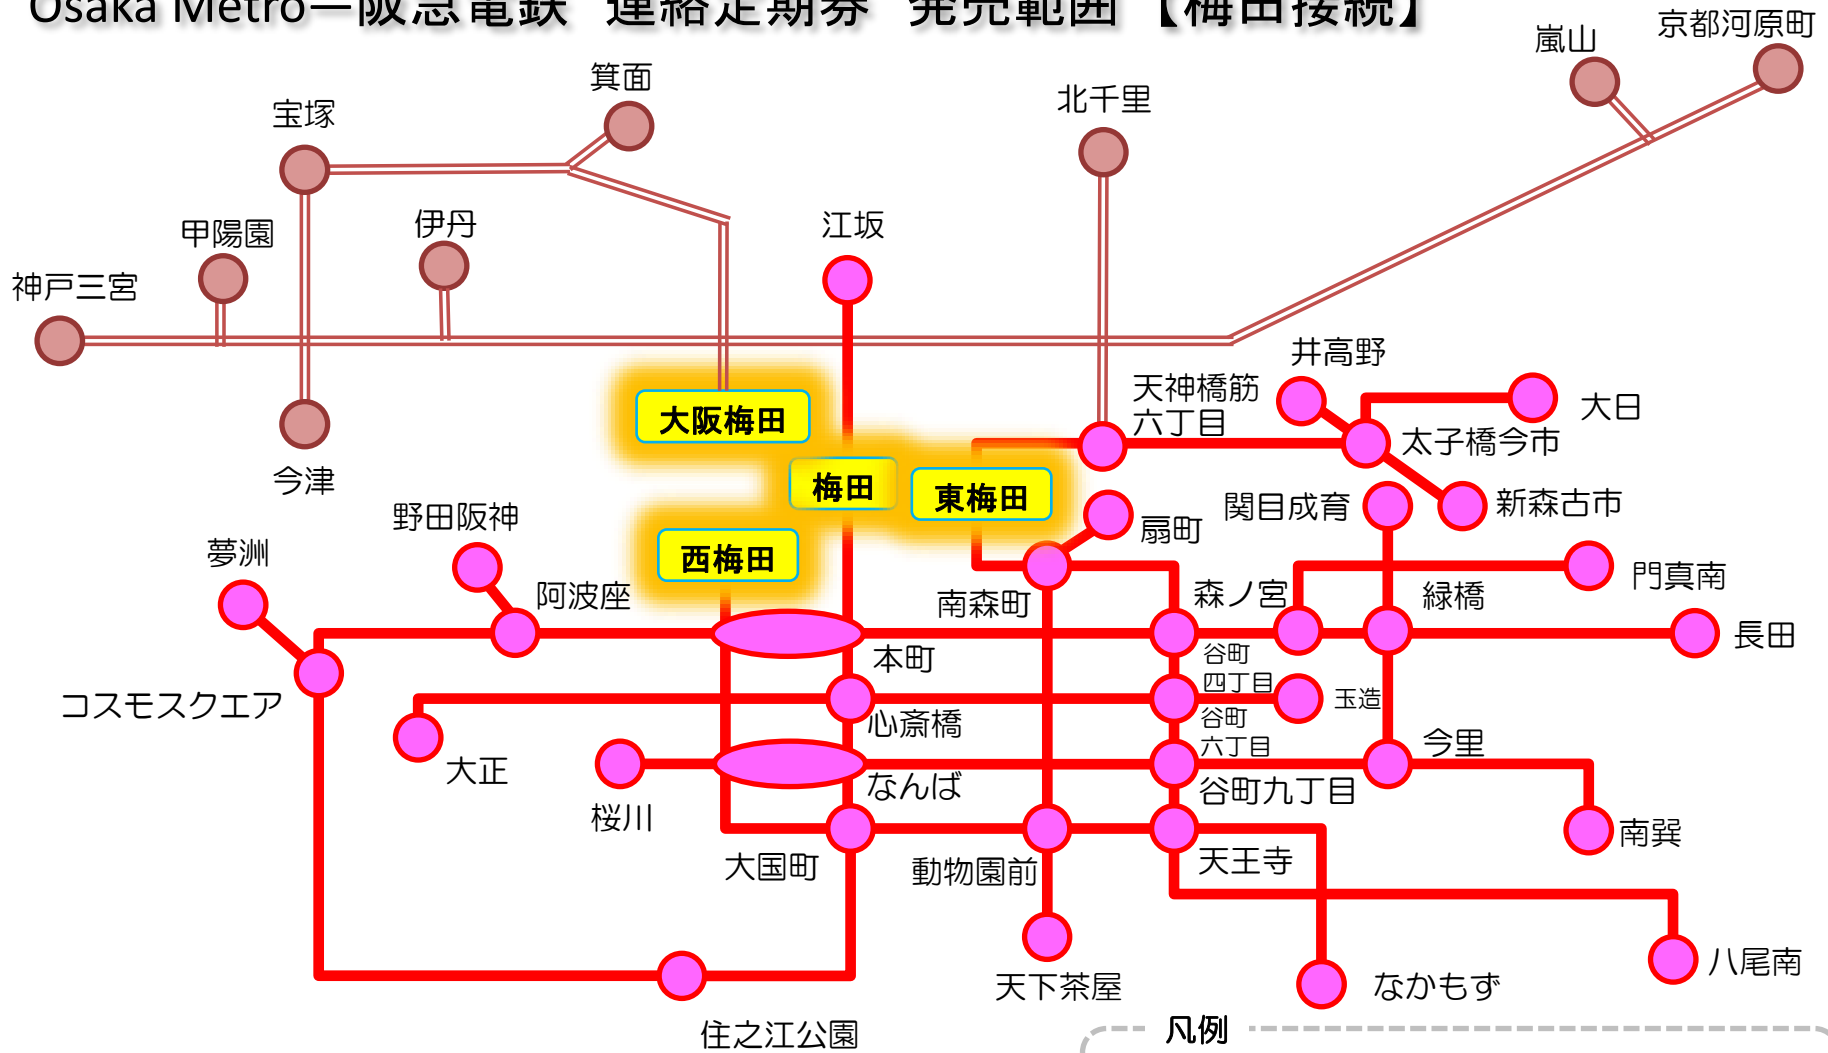 Osaka Metro－阪急電鉄　連絡定期券　発売範囲【梅田接続】
京都河原町
嵐山
箕面
北千里
宝塚
江坂
伊丹
甲陽園
神戸三宮
井高野
天神橋筋
六丁目
大日
大阪梅田
太子橋今市
今津
梅田
東梅田
関目成育
新森古市
野田阪神
扇町
夢洲
西梅田
門真南
阿波座
南森町
森ノ宮
緑橋
長田
本町
谷町
四丁目
コスモスクエア
玉造
心斎橋
谷町
六丁目
今里
大正
なんば
谷町九丁目
桜川
南巽
大国町
動物園前
天王寺
八尾南
天下茶屋
なかもず
住之江公園
凡例